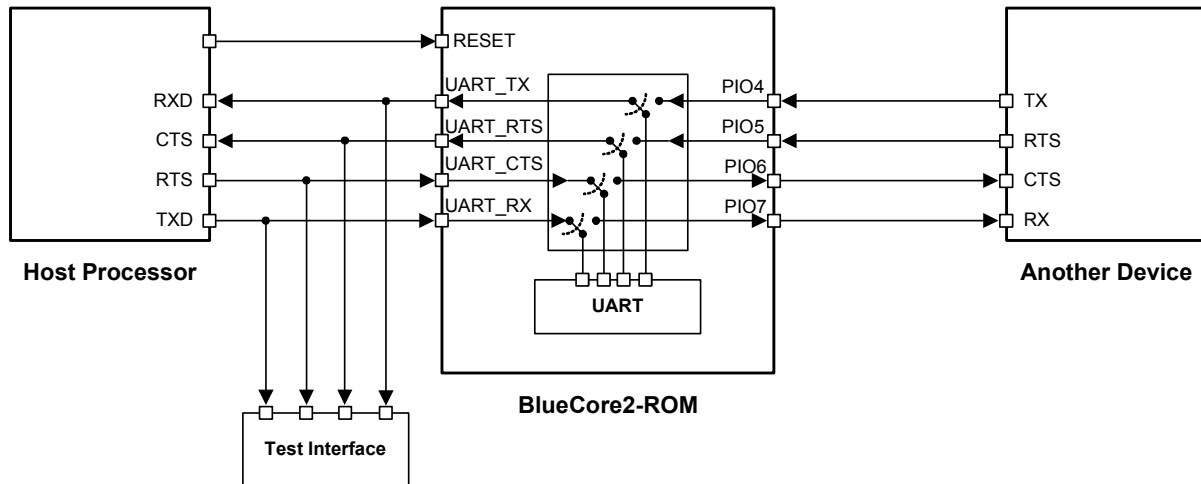 RESET
UART_TX
PIO4
RXD
TX
UART_RTS
PIO5
CTS
RTS
UART_CTS
PIO6
RTS
CTS
UART_RX
PIO7
TXD
RX
Host Processor
Another Device
UART
BlueCore2-ROM
Test Interface